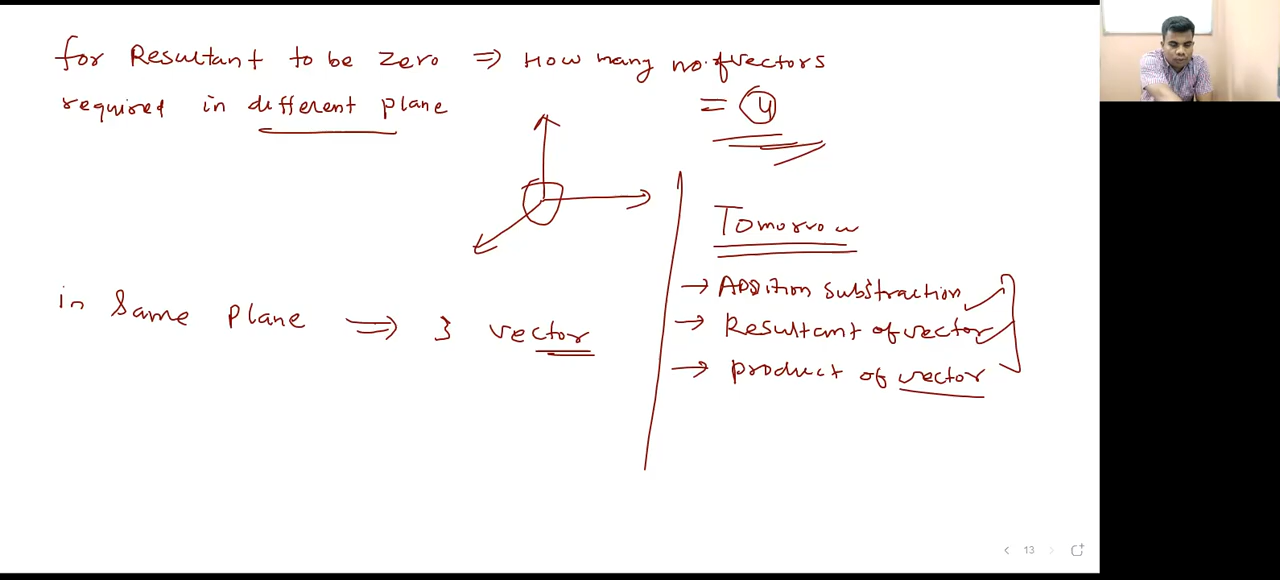 for Resultant to be zero ⇒ How many no. of vectors
required in different plane
= 4
in same plane ⇒ 3 vector
Tomorrow
→ Addition substraction
→ Resultant of vector
→ product of vector
13